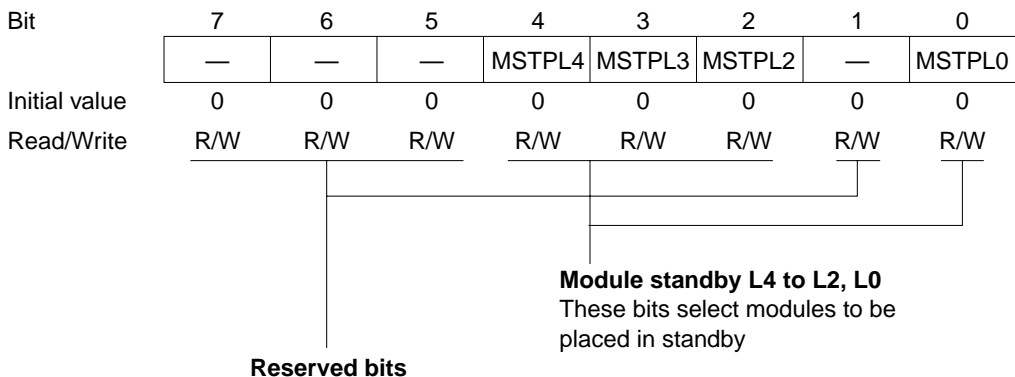 Bit 7 6 5 4 3 2 1 0
— — — MSTPL4 MSTPL3 MSTPL2 — MSTPL0
Initial value 0 0 0 0 0 0 0 0
Read/Write R/W R/W R/W R/W R/W R/W R/W R/W
Module standby L4 to L2, L0
These bits select modules to be
placed in standby
Reserved bits